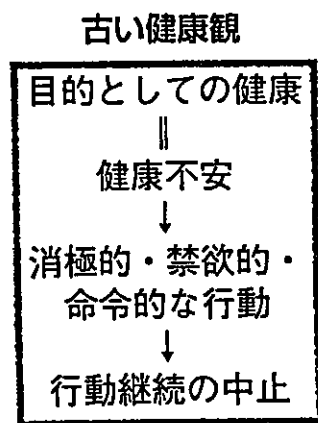 古い健康観
目的としての健康
||
健康不安
↓
消極的・禁欲的・
命令的な行動
↓
行動継続の中止